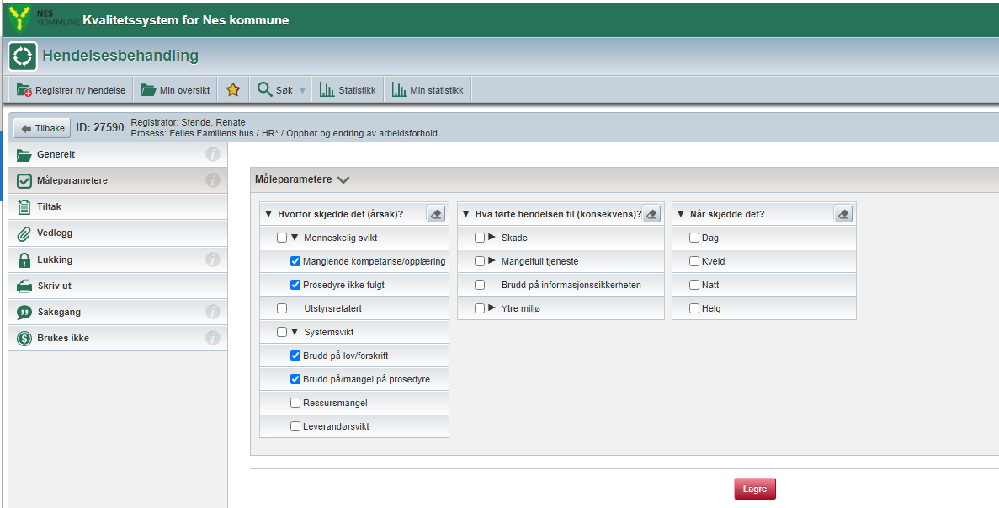 NES
KOMMUNE
Kvalitetssystem for Nes kommune
Hendelsesbehandling
Registrer ny hendelse
Min oversikt
Søk
Statistikk
Min statistikk
Tilbake
ID: 27590
Registrator: Stende, Renate
Prosess: Felles Familiens hus / HR* / Opphør og endring av arbeidsforhold
Generelt
Måleparametere
Tiltak
Vedlegg
Lukking
Skriv ut
Saksgang
Brukes ikke
Måleparametere
Hvorfor skjedde det (årsak)?
Menneskelig svikt
Manglende kompetanse/opplæring
Prosedyre ikke fulgt
Utstyrsrelatert
Systemsvikt
Brudd på lov/forskrift
Brudd på/mangel på prosedyre
Ressursmangel
Leverandørsvikt
Hva førte hendelsen til (konsekvens)?
Skade
Mangelfull tjeneste
Brudd på informasjonssikkerheten
Ytre miljø
Når skjedde det?
Dag
Kveld
Natt
Helg
Lagre